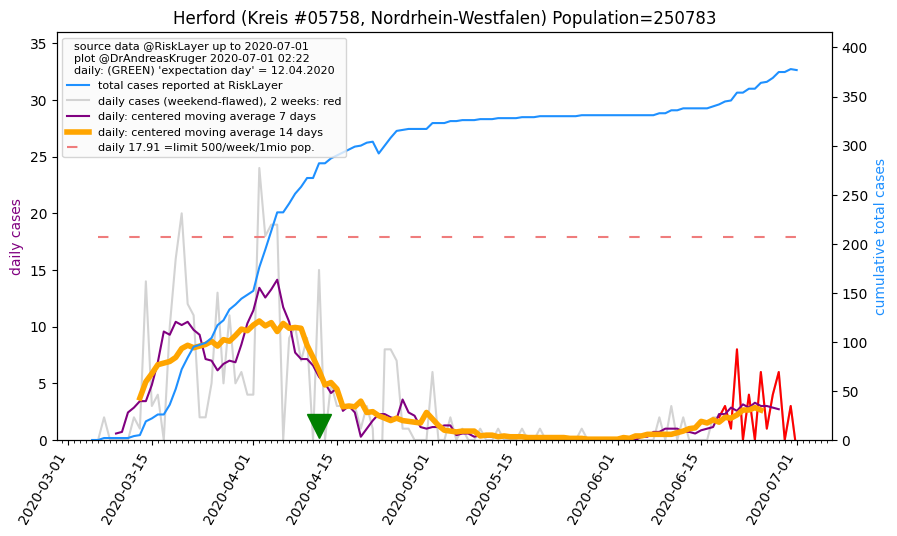 Herford (Kreis #05758, Nordrhein-Westfalen) Population=250783
source data @RiskLayer up to 2020-07-01
plot @DrAndreasKruger 2020-07-01 02:22
daily: (GREEN) 'expectation day' = 12.04.2020
total cases reported at RiskLayer
daily cases (weekend-flawed), 2 weeks: red
daily: centered moving average 7 days
daily: centered moving average 14 days
daily 17.91 =limit 500/week/1mio pop.
daily cases
35
30
25
20
15
10
5
0
cumulative total cases
400
350
300
250
200
150
100
50
0
2020-03-01
2020-03-15
2020-04-01
2020-04-15
2020-05-01
2020-05-15
2020-06-01
2020-06-15
2020-07-01